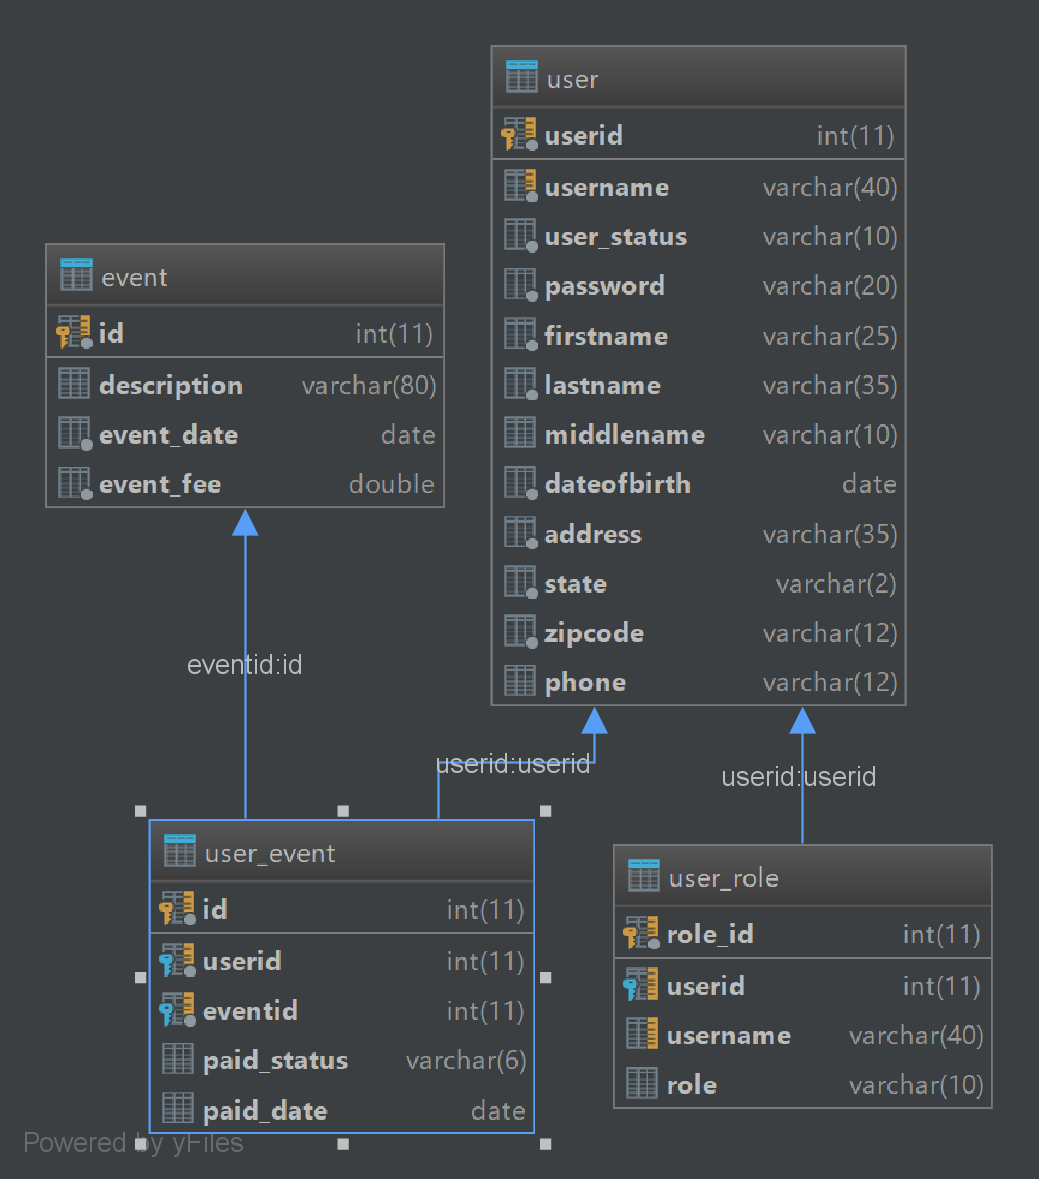 user
userid int(11)
username varchar(40)
user_status varchar(10)
password varchar(20)
firstname varchar(25)
lastname varchar(35)
middlename varchar(10)
dateofbirth date
address varchar(35)
state varchar(2)
zipcode varchar(12)
phone varchar(12)
event
id int(11)
description varchar(80)
event_date date
event_fee double
eventid:id
userid:userid
userid:userid
user_event
id int(11)
userid int(11)
eventid int(11)
paid_status varchar(6)
paid_date date
user_role
role_id int(11)
userid int(11)
username varchar(40)
role varchar(10)
Powered by yFiles